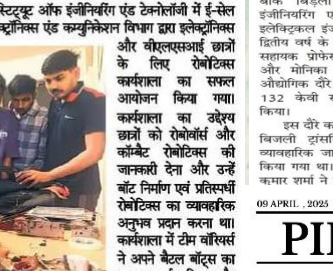 स्टिट्यूट ऑफ इंजीनियरिंग एंड टेक्नोलॉजी में ई-सेल
क्ट्रॉनिक्स एंड कम्युनिकेशन विभाग द्वारा इलेक्ट्रॉनिक्स
और वीएलएसआई छात्रों
के लिए रोबोटिक्स
कार्यशाला का सफल
आयोजन किया गया।
कार्यशाला का उद्देश्य
छात्रों को रोबोवॉर्स और
कॉम्बैट रोबोटिक्स की
जानकारी देना और उन्हें
बॉट निर्माण एवं प्रतिस्पर्धी
रोबोटिक्स का व्यावहारिक
अनुभव प्रदान करना था।
कार्यशाला में टीम वॉरियर्स
ने अपने बैटल बॉट्स का
इंजीनियरिंग
इलेक्ट्रिकल इं
द्वितीय वर्ष के
सहायक प्रोफेस
और मोनिका
औद्योगिक दौरे
132 केवी
किया।
इस दौरे क
बिजली ट्रांसि
व्यावहारिक जा
किया गया था।
कुमार शर्मा ने
09 APRIL , 2025
PI